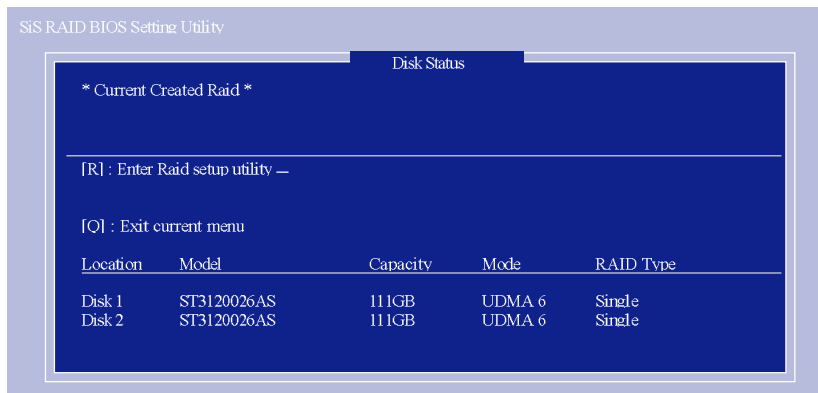 SiS RAID BIOS Setting Utility
Disk Status
* Current Created Raid *
[R] : Enter Raid setup utility _
[Q] : Exit current menu
Location Model Capacity Mode RAID Type
Disk 1 ST3120026AS 111GB UDMA 6 Single
Disk 2 ST3120026AS 111GB UDMA 6 Single